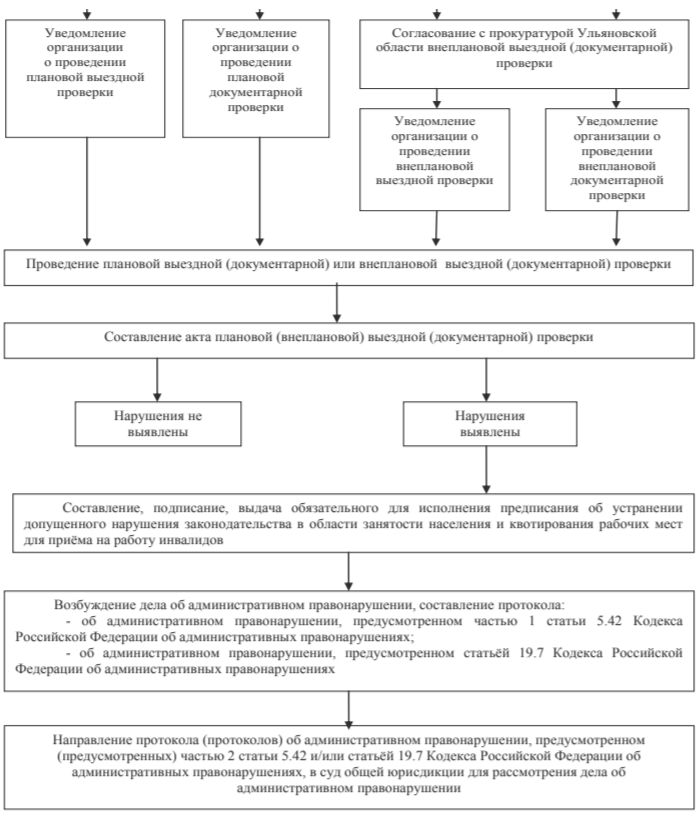 Уведомление
организации
о проведении
плановой выездной
проверки
Уведомление
организации о
проведении
плановой
документарной
проверки
Согласование с прокуратурой Ульяновской
области внеплановой выездной (документарной)
проверки
Уведомление
организации о
проведении
внеплановой
выездной проверки
Уведомление
организации о
проведении
внеплановой
документарной
проверки
Проведение плановой выездной (документарной) или внеплановой выездной (документарной) проверки
Составление акта плановой (внеплановой) выездной (документарной) проверки
Нарушения не
выявлены
Нарушения
выявлены
Составление, подписание, выдача обязательного для исполнения предписания об устранении
допущенного нарушения законодательства в области занятости населения и квотирования рабочих мест
для приёма на работу инвалидов
Возбуждение дела об административном правонарушении, составление протокола:
- об административном правонарушении, предусмотренном частью 1 статьи 5.42 Кодекса
Российской Федерации об административных правонарушениях;
- об административном правонарушении, предусмотренном статьёй 19.7 Кодекса Российской
Федерации об административных правонарушениях
Направление протокола (протоколов) об административном правонарушении, предусмотренном
(предусмотренных) частью 2 статьи 5.42 и/или статьёй 19.7 Кодекса Российской Федерации об
административных правонарушениях, в суд общей юрисдикции для рассмотрения дела об
административном правонарушении